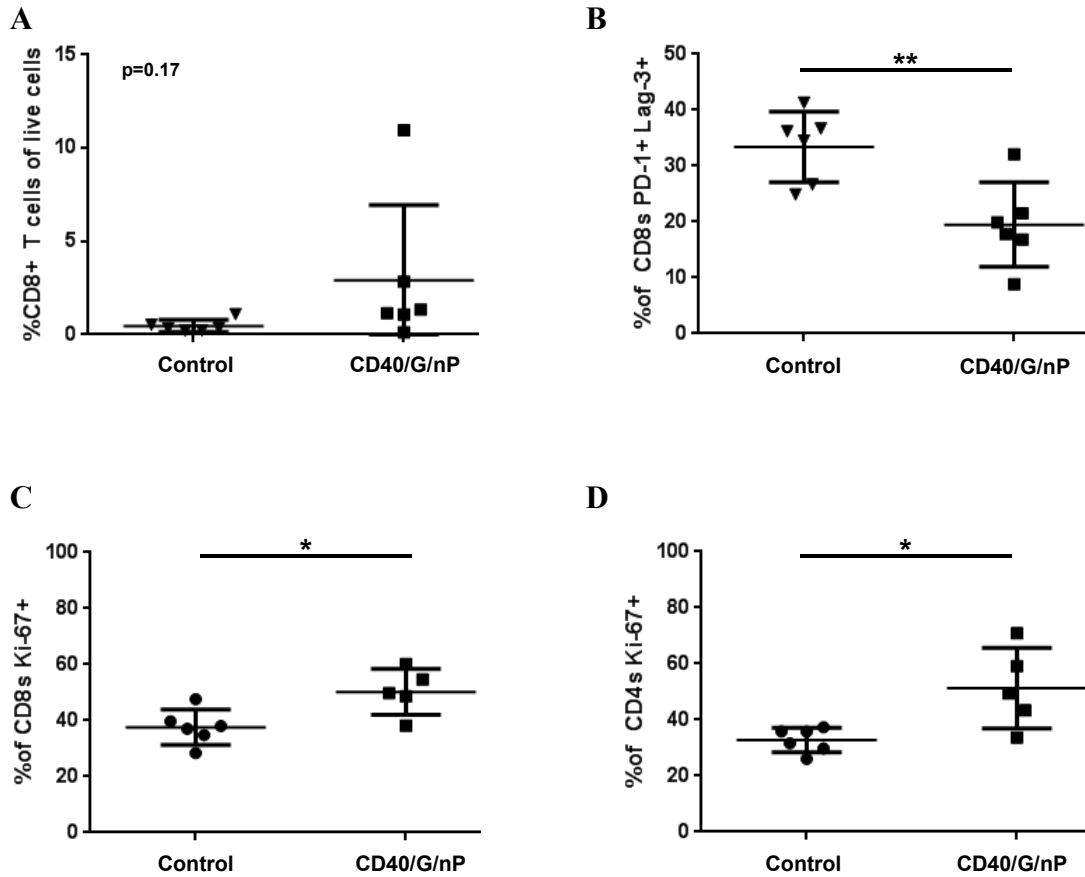 A
%CD8+ T cells of live cells
15
10
5
0
p=0.17
Control
CD40/G/nP
B
%of CD8s PD-1+ Lag-3+
50
40
30
20
10
0
**
Control
CD40/G/nP
C
%of CD8s Ki-67+
100
80
60
40
20
0
*
Control
CD40/G/nP
D
%of CD4s Ki-67+
100
80
60
40
20
0
*
Control
CD40/G/nP